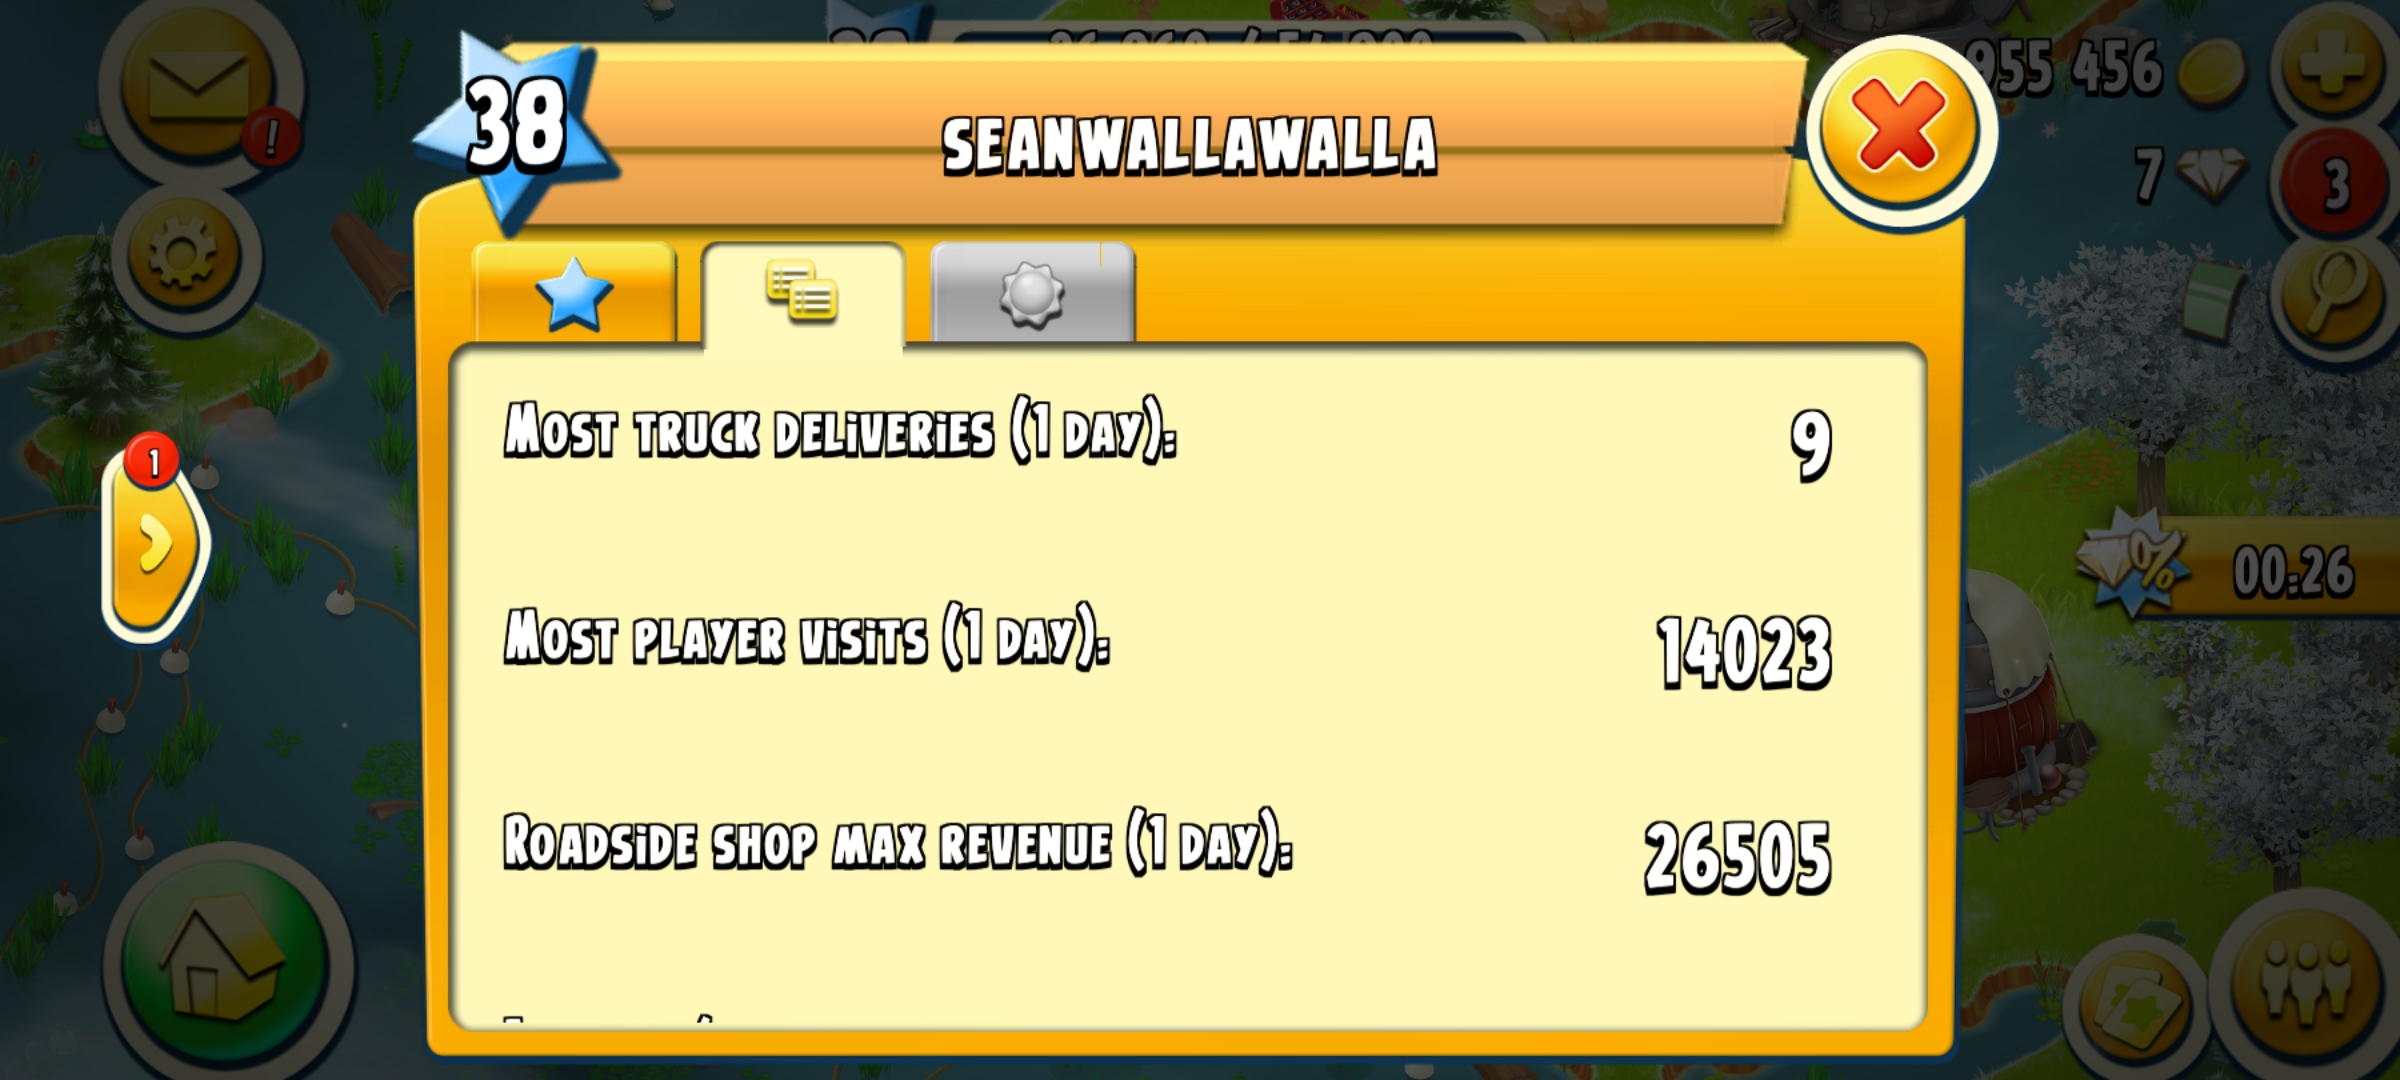 38
SEANWALLAWALLA
955 456
!
7
3
MOST TRUCK DELIVERIES (1 DAY):
9
1
00:26
MOST PLAYER VISITS (1 DAY):
14023
ROADSIDE SHOP MAX REVENUE (1 DAY):
26505
%